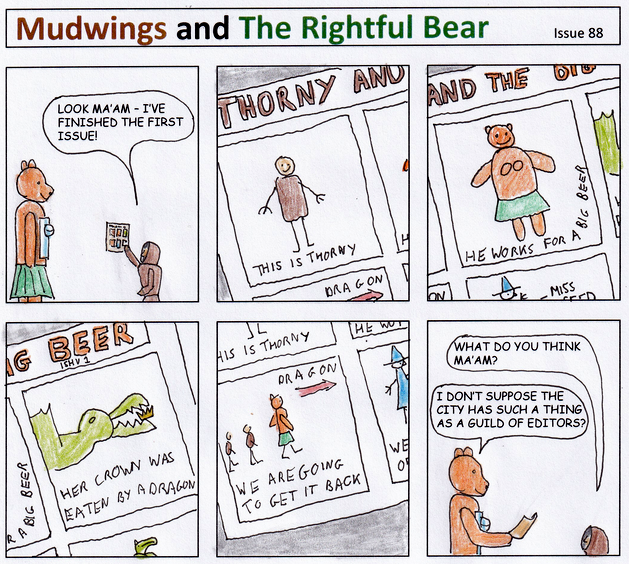 Mudwings and The Rightful Bear
Issue 88
LOOK MA'AM - I'VE
FINISHED THE FIRST
ISSUE!
THORNY AND
THIS IS THORNY
DRAGON
AND THE BIG
HE WORKS FOR A BIG BEER
ON
MISS
IG BEER
ISHV 1
R A BIG BEER
HER CROWN WAS
EATEN BY A DRAGON
HIS IS THORNY
HE WO
DRAGON
WE ARE GOING
TO GET IT BACK
WE
OF
WHAT DO YOU THINK
MA'AM?
I DON'T SUPPOSE THE
CITY HAS SUCH A THING
AS A GUILD OF EDITORS?